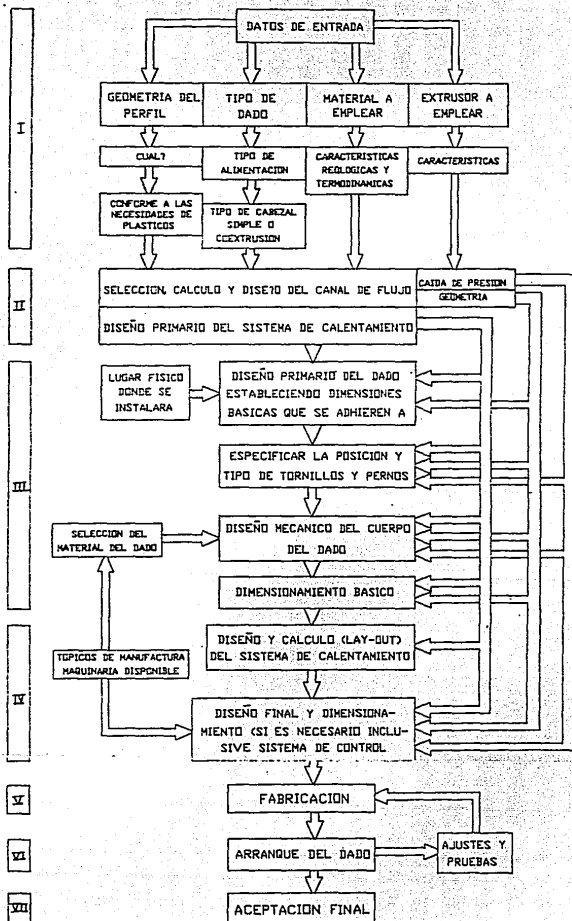 DATOS DE ENTRADA
I
GEOMETRIA DEL
PERFIL
TIPO DE
DADO
MATERIAL A
EMPLEAR
EXTRUSOR A
EMPLEAR
CUAL?
TIPO DE
ALIMENTACION
CARACTERISTICAS
REOLOGICAS Y
TERMODINAMICAS
CARACTERISTICAS
CONFORME A LAS
NECESIDADES DE
PLASTICOS
TIPO DE CABEZAL
SIMPLE O
COEXTRUSION
II
SELECCION, CALCULO Y DISE?O DEL CANAL DE FLUJO
CAIDA DE PRESION
GEOMETRIA
DISEÑO PRIMARIO DEL SISTEMA DE CALENTAMIENTO
III
LUGAR FISICO
DONDE SE
INSTALARA
DISEÑO PRIMARIO DEL DADO
ESTABLECIENDO DIMENSIONES
BASICAS QUE SE ADHIEREN A
ESPECIFICAR LA POSICION Y
TIPO DE TORNILLOS Y PERNOS
SELECCION DEL
MATERIAL DEL DADO
DISEÑO MECANICO DEL CUERPO
DEL DADO
DIMENSIONAMIENTO BASICO
IV
TOPICOS DE MANUFACTURA
MAQUINARIA DISPONIBLE
DISEÑO Y CALCULO (LAY-OUT)
DEL SISTEMA DE CALENTAMIENTO
DISEÑO FINAL Y DIMENSIONA-
MIENTO (SI ES NECESARIO INCLU-
SIVE SISTEMA DE CONTROL
V
FABRICACION
VI
ARRANQUE DEL DADO
AJUSTES Y
PRUEBAS
VII
ACEPTACION FINAL